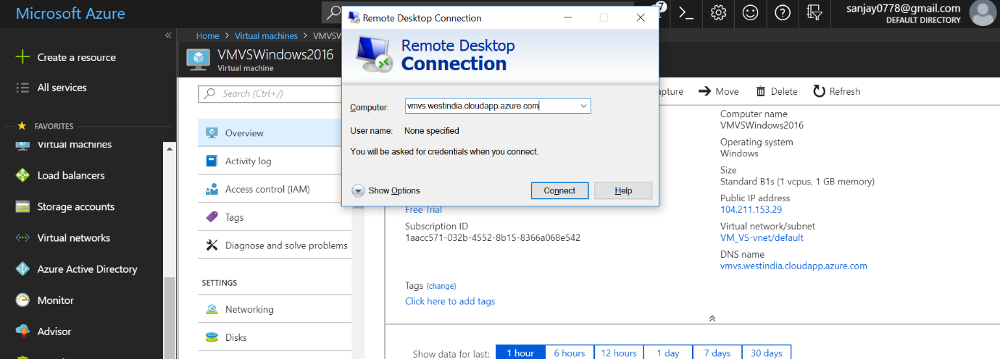 Microsoft Azure
7
sanjay0778@gmail.com
DEFAULT DIRECTORY
Remote Desktop Connection
Remote Desktop
Connection
Computer:
vmvs.westindia.cloudapp.azure.com
User name:
None specified
You will be asked for credentials when you connect.
Show Options
Connect
Help
Create a resource
All services
FAVORITES
Virtual machines
Load balancers
Storage accounts
Virtual networks
Azure Active Directory
Monitor
Advisor
Home > Virtual machines >
VMVSWindows2016
Virtual machine
Search (Ctrl+/)
Overview
Activity log
Access control (IAM)
Tags
Diagnose and solve problems
SETTINGS
Networking
Disks
Move
Delete
Refresh
Free Trial
Subscription ID
1aacc571-032b-4552-8b15-8366a068e542
Tags (change)
Click here to add tags
Computer name
VMVSWindows2016
Operating system
Windows
Size
Standard B1s (1 vcpus, 1 GB memory)
Public IP address
104.211.153.29
Virtual network/subnet
VM_VS-vnet/default
DNS name
vmvs.westindia.cloudapp.azure.com
Show data for last:
1 hour
6 hours
12 hours
1 day
7 days
30 days